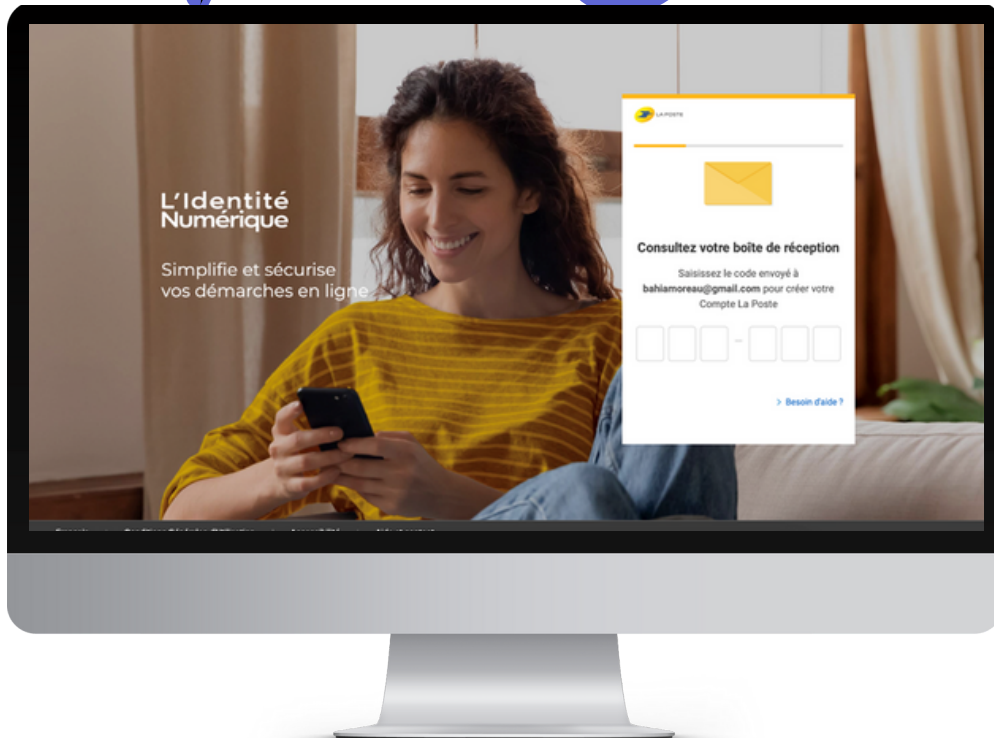 L'Identité
Numérique
Simplifie et sécurise
vos démarches en ligne
LA POSTE
Consultez votre boîte de réception
Saisissez le code envoyé à
bahiamoreau@gmail.com pour créer votre
Compte La Poste
> Besoin d'aide ?